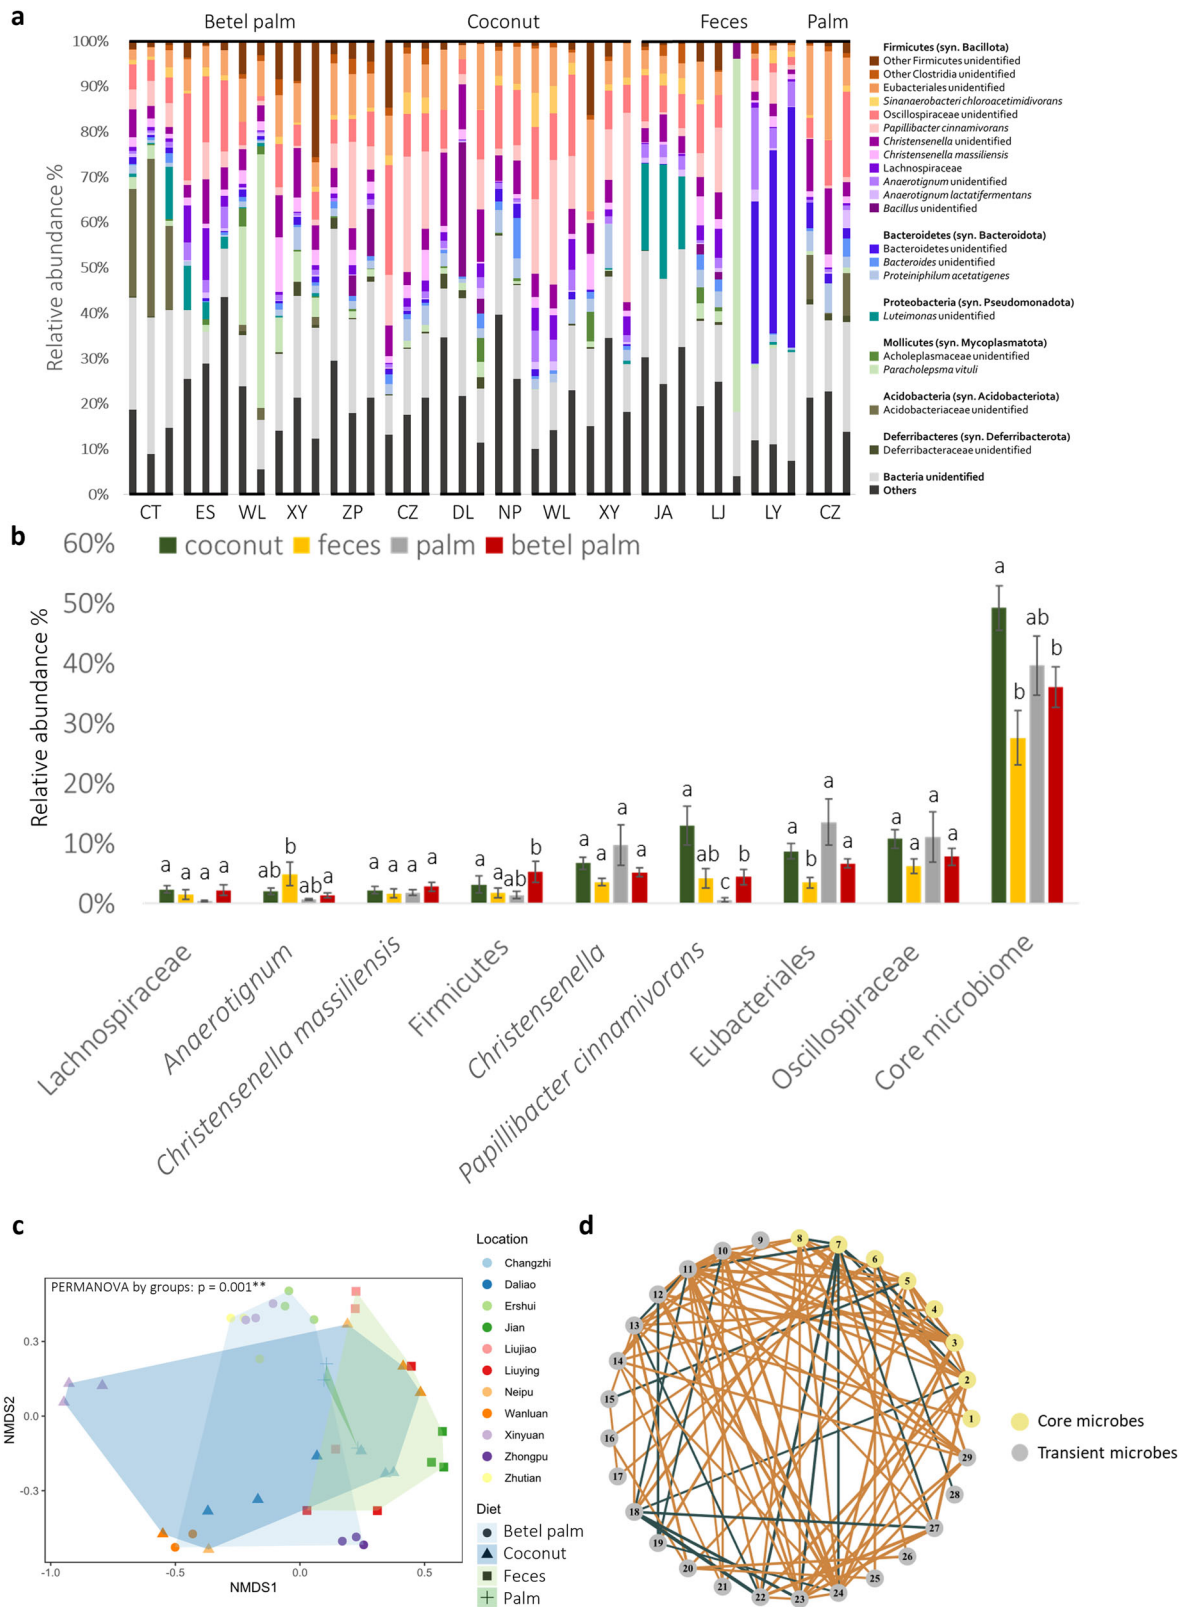 a
Betel palm Coconut Feces Palm
100%
90%
80%
70%
60%
50%
40%
30%
20%
10%
0%
Relative abundance %
CT ES WL XY ZP CZ DL NP WL XY JA LJ LY CZ
Firmicutes (syn. Bacillota)
Other Firmicutes unidentified
Other Clostridia unidentified
Eubacteriales unidentified
Sinanaerobacteri chloroacetimidivorans
Oscillospiraceae unidentified
Papillibacter cinnamivorans
Christensenella unidentified
Christensenella massiliensis
Lachnospiraceae
Anaerotignum unidentified
Anaerotignum lactatifermentans
Bacillus unidentified
Bacteroidetes (syn. Bacteroidota)
Bacteroidetes unidentified
Bacteroides unidentified
Proteiniphilum acetatigenes
Proteobacteria (syn. Pseudomonadota)
Luteimonas unidentified
Mollicutes (syn. Mycoplasmatota)
Acholeplasmaceae unidentified
Paracholepsma vituli
Acidobacteria (syn. Acidobacteriota)
Acidobacteriaceae unidentified
Deferribacteres (syn. Deferribacterota)
Deferribacteraceae unidentified
Bacteria unidentified
Others
b
60%
coconut feces palm betel palm
50%
40%
30%
20%
10%
0%
Relative abundance %
a a a a
ab b ab a
a a a a
a a ab b
a a a a
a ab c b
a b a a
a a a a
a b ab b
Lachnospiraceae
Anaerotignum
Christensenella massiliensis
Firmicutes
Christensenella
Papillibacter cinnamivorans
Eubacteriales
Oscillospiraceae
Core microbiome
c
PERMANOVA by groups: p = 0.001**
0.3
0.0
-0.3
NMDS2
-1.0 -0.5 0.0 0.5
NMDS1
Location
Changzhi
Daliao
Ershui
Jian
Liujiao
Liuying
Neipu
Wanluan
Xinyuan
Zhongpu
Zhutian
Diet
Betel palm
Coconut
Feces
Palm
d
1
2
3
4
5
6
7
8
9
10
11
12
13
14
15
16
17
18
19
20
21
22
23
24
25
26
27
28
29
Core microbes
Transient microbes